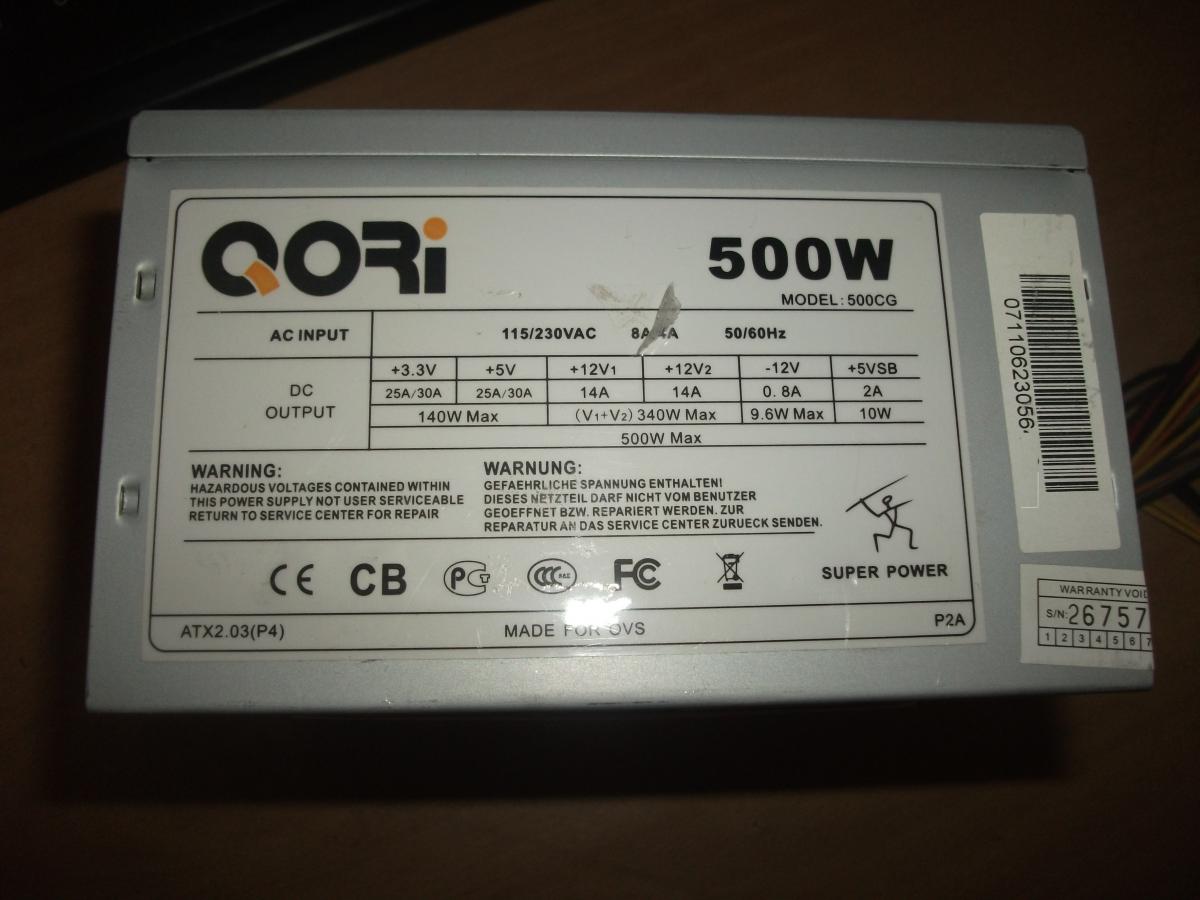 QORi
500W
MODEL: 500CG
AC INPUT 115/230VAC 8A/4A 50/60Hz
DC OUTPUT
+3.3V +5V +12V1 +12V2 -12V +5VSB
25A/30A 25A/30A 14A 14A 0.8A 2A
140W Max (V1+V2) 340W Max 9.6W Max 10W
500W Max
WARNING:
HAZARDOUS VOLTAGES CONTAINED WITHIN
THIS POWER SUPPLY NOT USER SERVICEABLE
RETURN TO SERVICE CENTER FOR REPAIR
WARNUNG:
GEFAEHRLICHE SPANNUNG ENTHALTEN!
DIESES NETZTEIL DARF NICHT VOM BENUTZER
GEOEFFNET BZW. REPARIERT WERDEN. ZUR
REPARATUR AN DAS SERVICE CENTER ZURUECK SENDEN.
CE CB PCT CCC FC
SUPER POWER
ATX2.03(P4) MADE FOR OVS P2A
07110623056
WARRANTY VOID
S/N: 26757
1 2 3 4 5 6 7